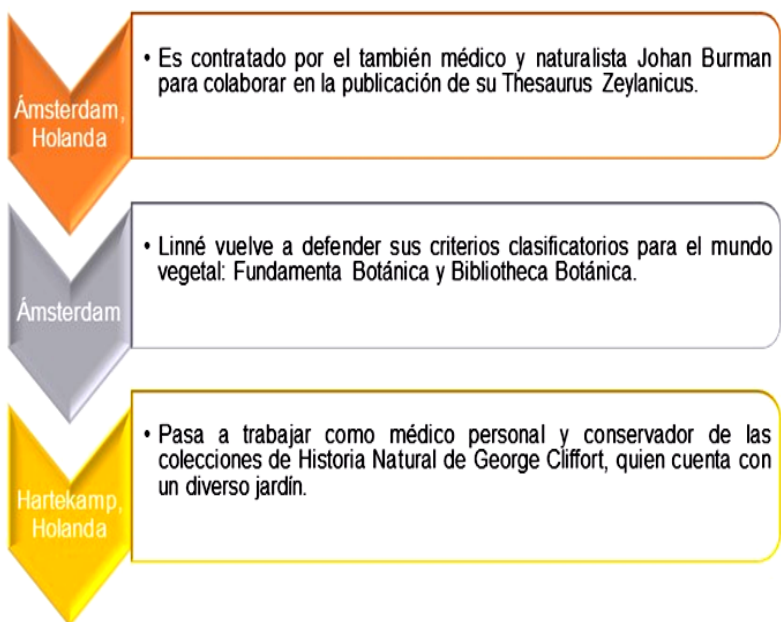 Ámsterdam,
Holanda
• Es contratado por el también médico y naturalista Johan Burman
para colaborar en la publicación de su Thesaurus Zeylanicus.
Ámsterdam
• Linné vuelve a defender sus criterios clasificatorios para el mundo
vegetal: Fundamenta Botánica y Bibliotheca Botánica.
Hartekamp,
Holanda
• Pasa a trabajar como médico personal y conservador de las
colecciones de Historia Natural de George Cliffort, quien cuenta con
un diverso jardín.